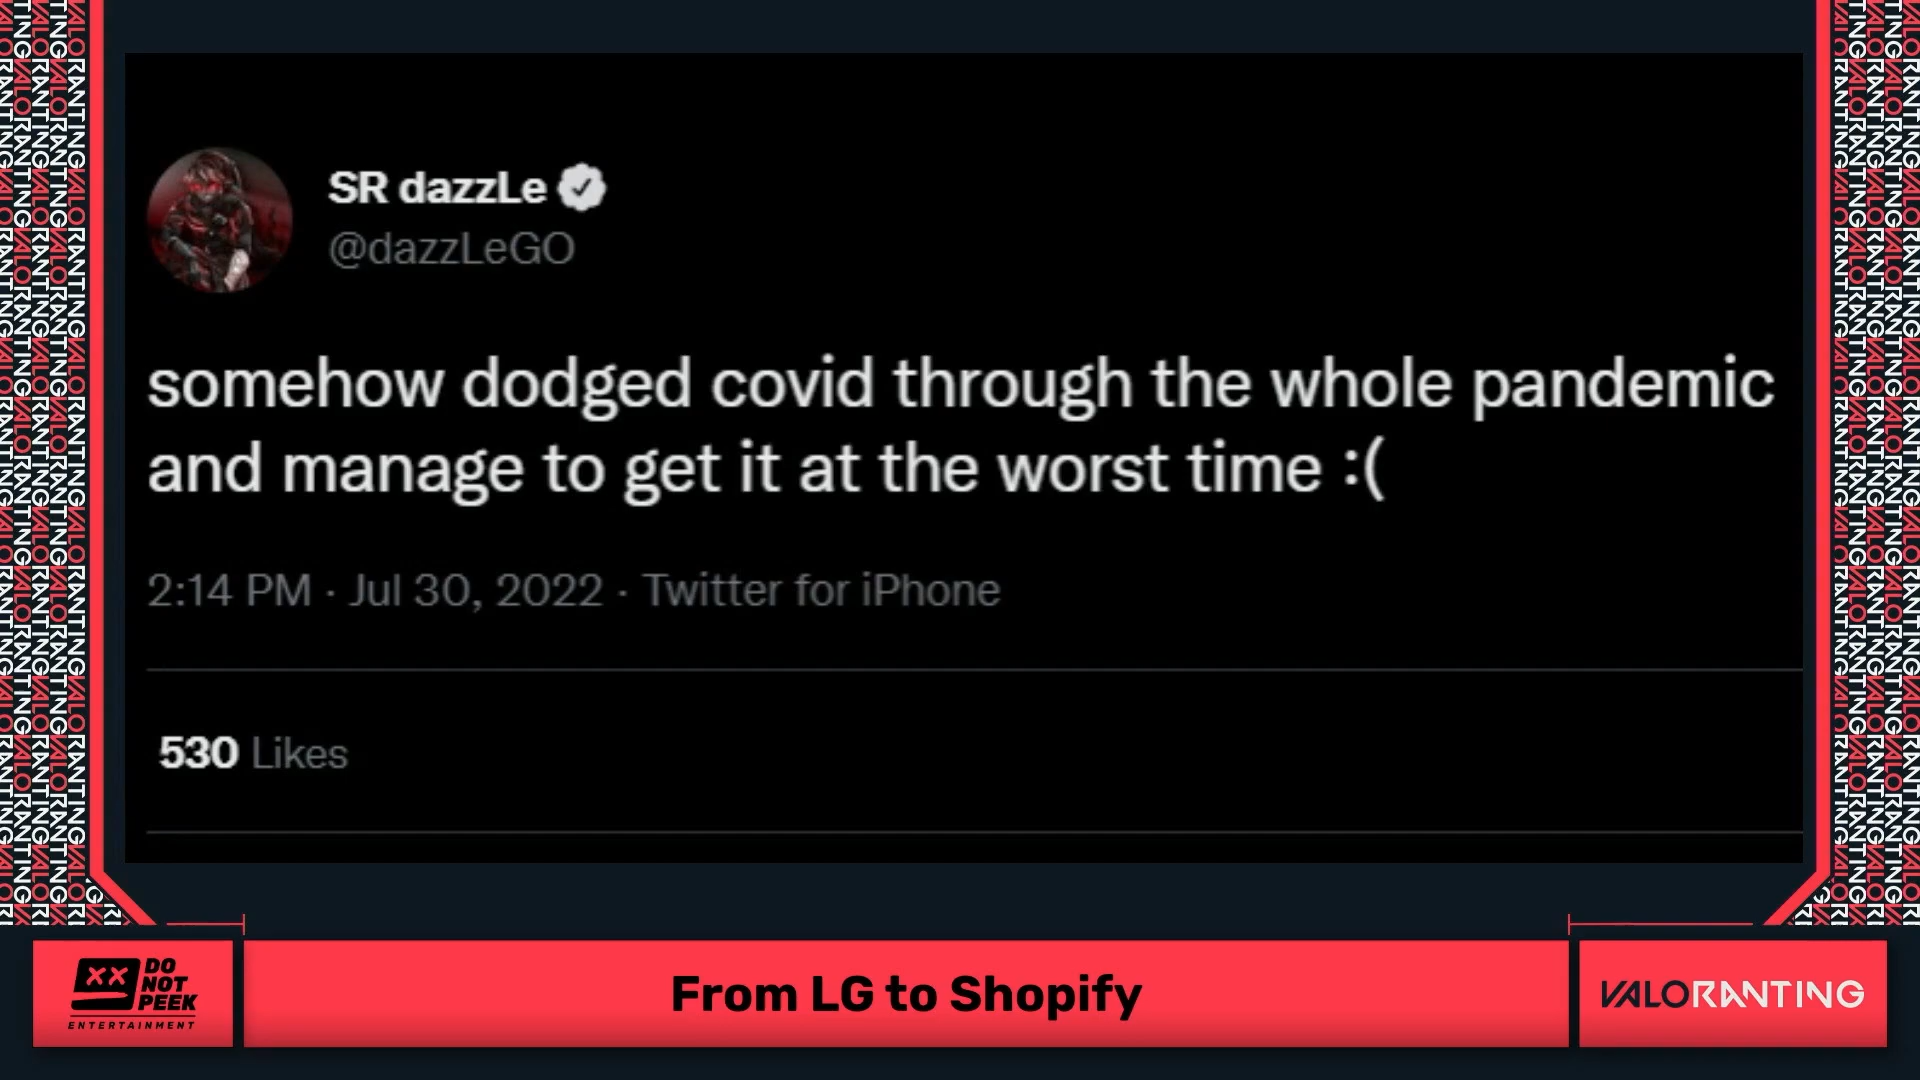 SR dazzLe
@dazzLeGO
somehow dodged covid through the whole pandemic
and manage to get it at the worst time :(
2:14 PM · Jul 30, 2022 · Twitter for iPhone
530 Likes
DO
NOT
PEEK
ENTERTAINMENT
From LG to Shopify
VALORANTING